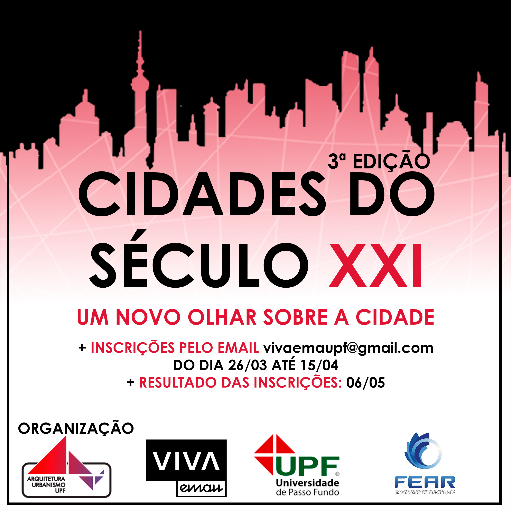 3ª EDIÇÃO
CIDADES DO
SÉCULO XXI
UM NOVO OLHAR SOBRE A CIDADE
+ INSCRIÇÕES PELO EMAIL vivaemaupf@gmail.com
DO DIA 26/03 ATÉ 15/04
+ RESULTADO DAS INSCRIÇÕES: 06/05
ORGANIZAÇÃO
ARQUITETURA
URBANISMO
UPF
VIVA
emau
UPF
Universidade
de Passo Fundo
FEAR